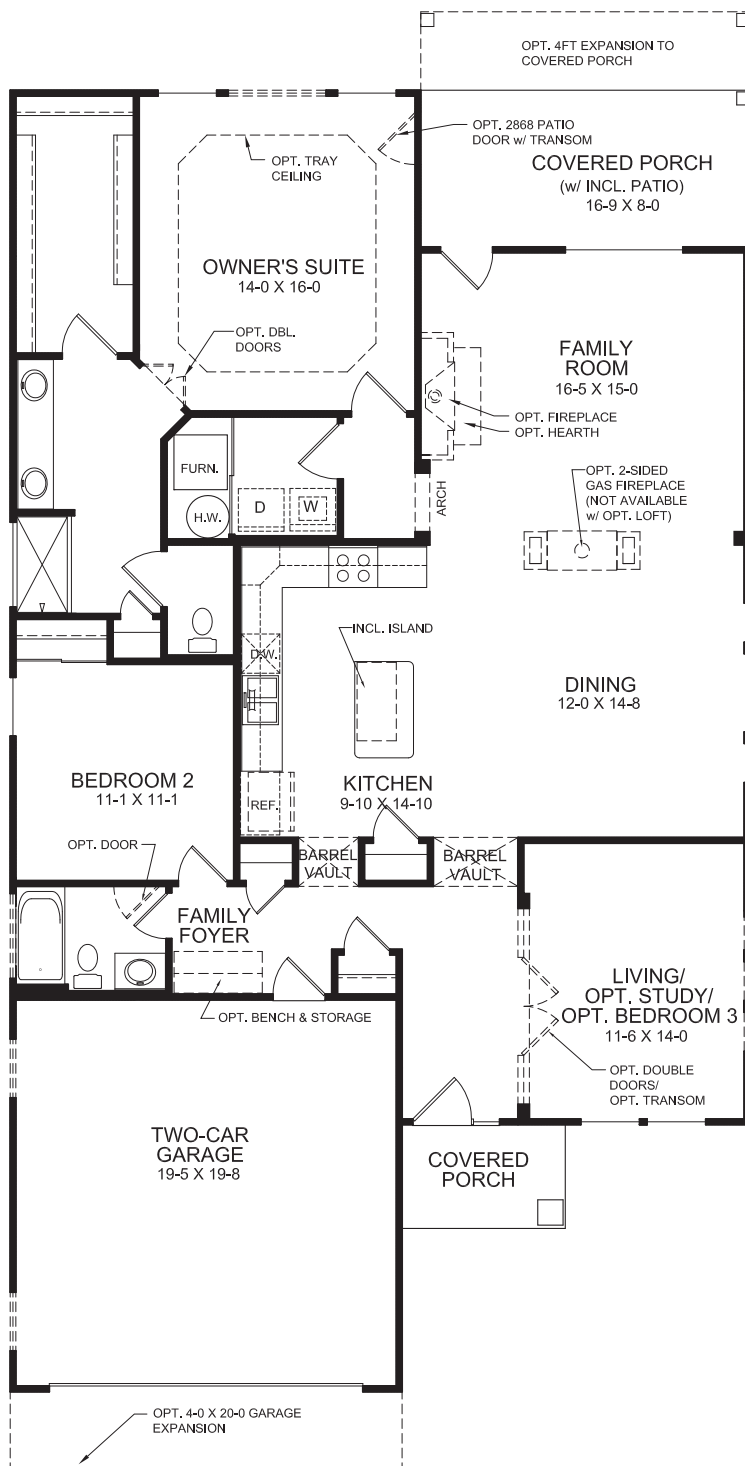 OPT. 4FT EXPANSION TO
COVERED PORCH
OPT. 2868 PATIO
DOOR w/ TRANSOM
OPT. TRAY
CEILING
COVERED PORCH
(w/ INCL. PATIO)
16-9 X 8-0
OWNER'S SUITE
14-0 X 16-0
OPT. DBL.
DOORS
FAMILY
ROOM
16-5 X 15-0
OPT. FIREPLACE
OPT. HEARTH
FURN.
H.W.
D
W
ARCH
OPT. 2-SIDED
GAS FIREPLACE
(NOT AVAILABLE
w/ OPT. LOFT)
INCL. ISLAND
D.W.
DINING
12-0 X 14-8
BEDROOM 2
11-1 X 11-1
KITCHEN
9-10 X 14-10
REF.
OPT. DOOR
BARREL
VAULT
BARREL
VAULT
FAMILY
FOYER
LIVING/
OPT. STUDY/
OPT. BEDROOM 3
11-6 X 14-0
OPT. BENCH & STORAGE
OPT. DOUBLE
DOORS/
OPT. TRANSOM
TWO-CAR
GARAGE
19-5 X 19-8
COVERED
PORCH
OPT. 4-0 X 20-0 GARAGE
EXPANSION